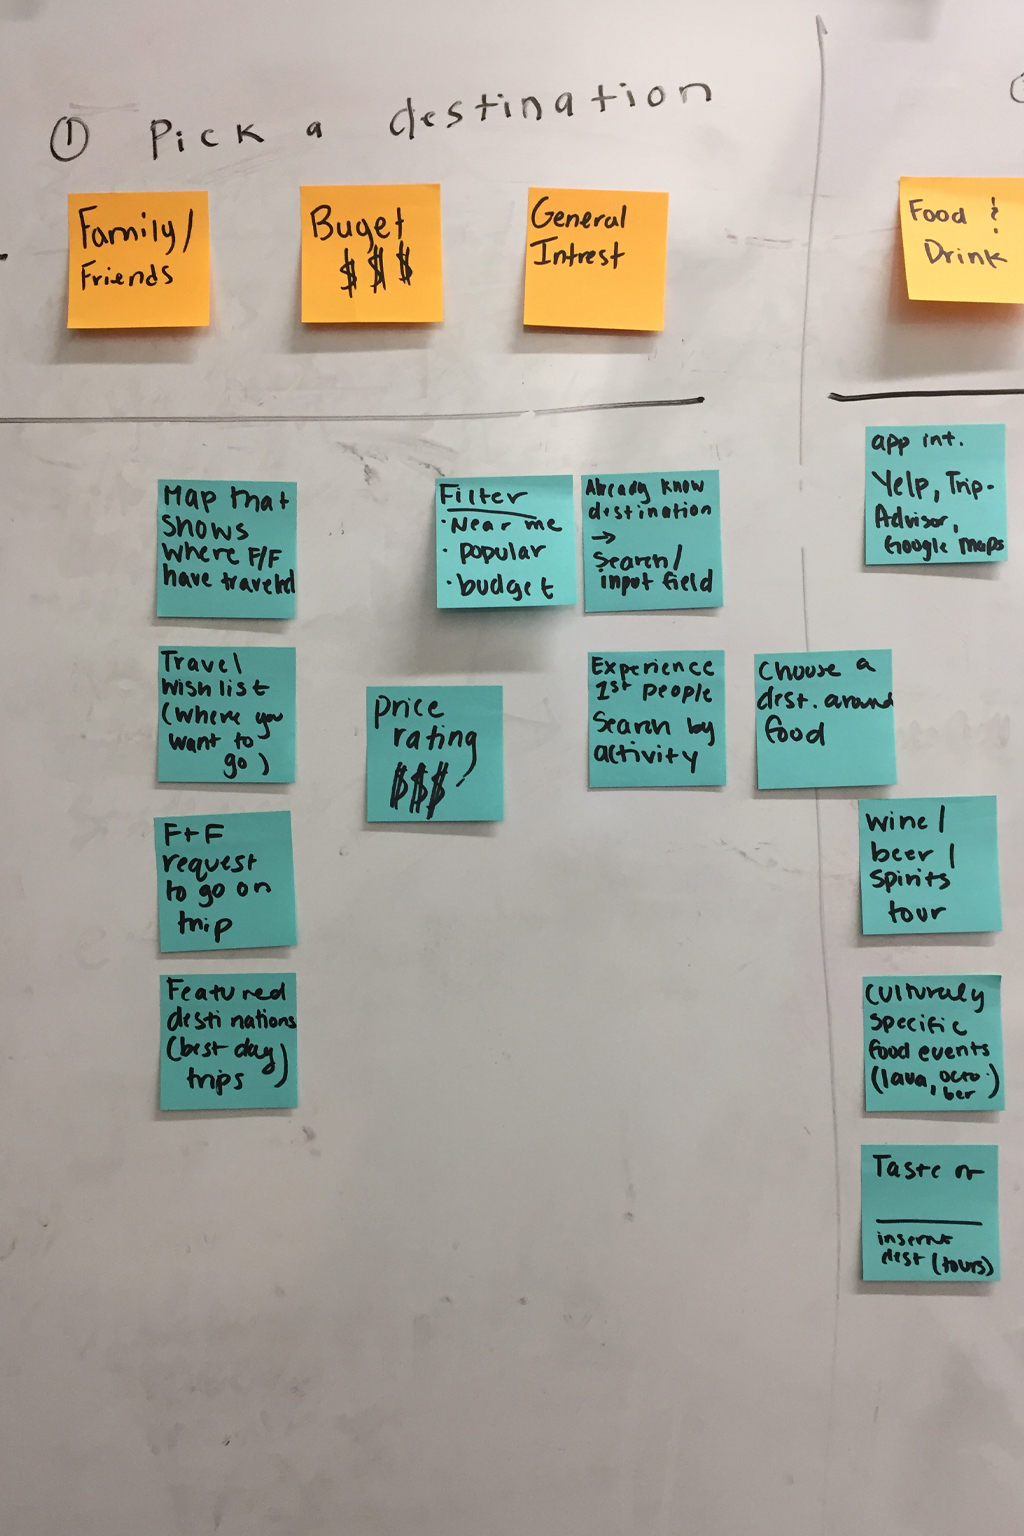 ① Pick a destination
Family/
Friends
Buget
$ $ $
General
Intrest
Food &
Drink
Map that
shows
where F/F
have traveled
Travel
wish list
(where you
want to
go)
F+F
request
to go on
trip
Featured
destinations
(best day)
trips
Filter
· Near me
· popular
· budget
price
rating
$$$
Already know
destination
→
Search/
input field
Experience
1st people
Search by
activity
Choose a
dest. around
food
app int.
Yelp, Trip-
Advisor,
Google maps
wine/
beer/
spirits
tour
culturaly
specific
food events
(lava, octo-
ber)
Taste of
______
insert
dest (tours)